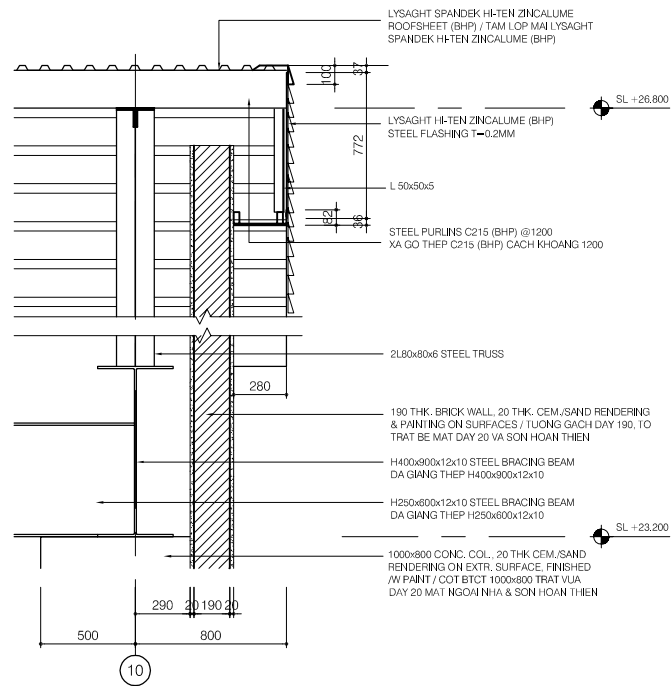 LYSAGHT SPANDEK HI-TEN ZINCALUME
ROOFSHEET (BHP) / TAM LOP MAI LYSAGHT
SPANDEK HI-TEN ZINCALUME (BHP)
37
100
SL +26.800
LYSAGHT HI-TEN ZINCALUME (BHP)
STEEL FLASHING T=0.2MM
772
L 50x50x5
82
36
STEEL PURLINS C215 (BHP) @1200
XA GO THEP C215 (BHP) CACH KHOANG 1200
2L80x80x6 STEEL TRUSS
280
190 THK. BRICK WALL, 20 THK. CEM./SAND RENDERING
& PAINTING ON SURFACES / TUONG GACH DAY 190, TO
TRAT BE MAT DAY 20 VA SON HOAN THIEN
H400x900x12x10 STEEL BRACING BEAM
DA GIANG THEP H400x900x12x10
H250x600x12x10 STEEL BRACING BEAM
DA GIANG THEP H250x600x12x10
SL +23.200
1000x800 CONC. COL., 20 THK CEM./SAND
RENDERING ON EXTR. SURFACE, FINISHED
/W PAINT / COT BTCT 1000x800 TRAT VUA
DAY 20 MAT NGOAI NHA & SON HOAN THIEN
290 20 190 20
500 800
10